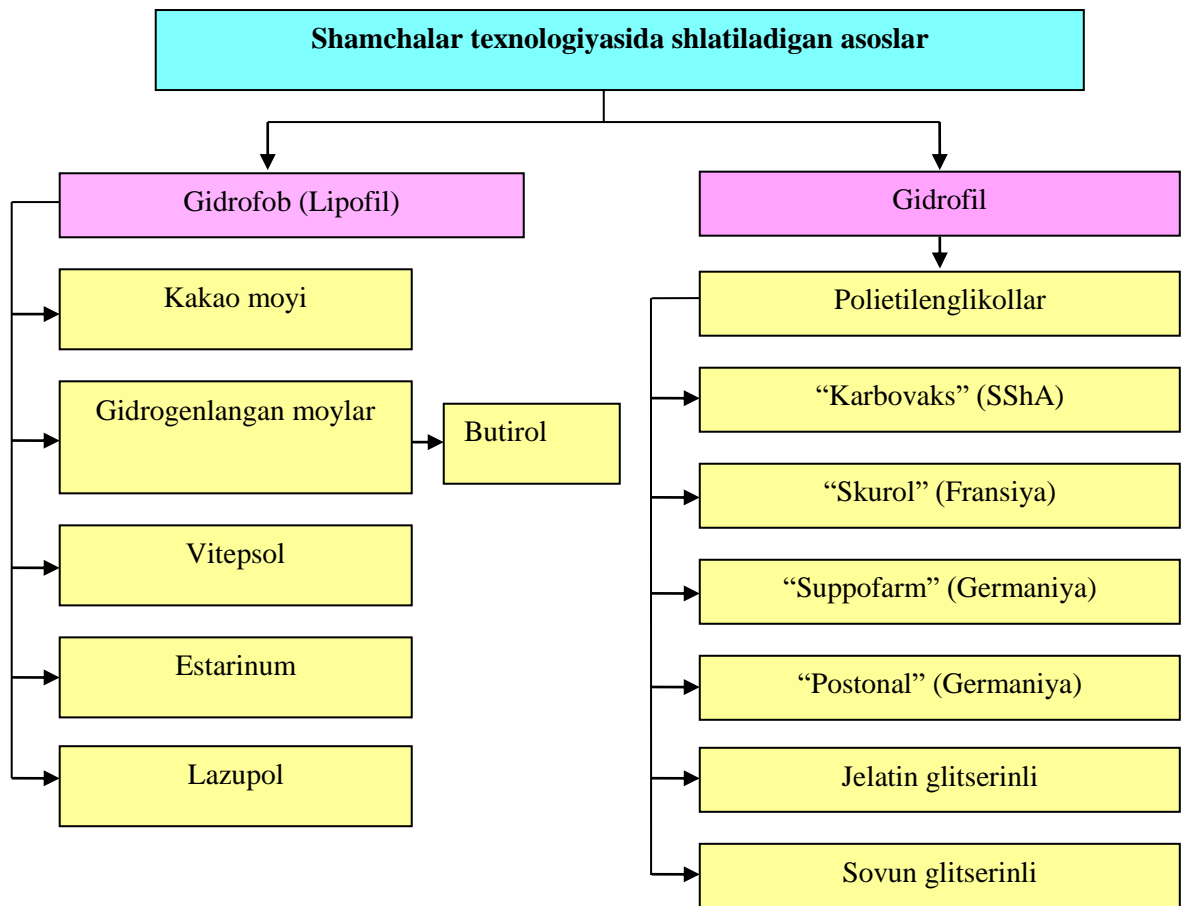 Shamchalar texnologiyasida shlatiladigan asoslar
Gidrofob (Lipofil)
Kakao moyi
Gidrogenlangan moylar
Butirol
Vitepsol
Estarinum
Lazupol
Gidrofil
Polietilenglikollar
“Karbovaks” (SShA)
“Skurol” (Fransiya)
“Suppofarm” (Germaniya)
“Postonal” (Germaniya)
Jelatin glitserinli
Sovun glitserinli